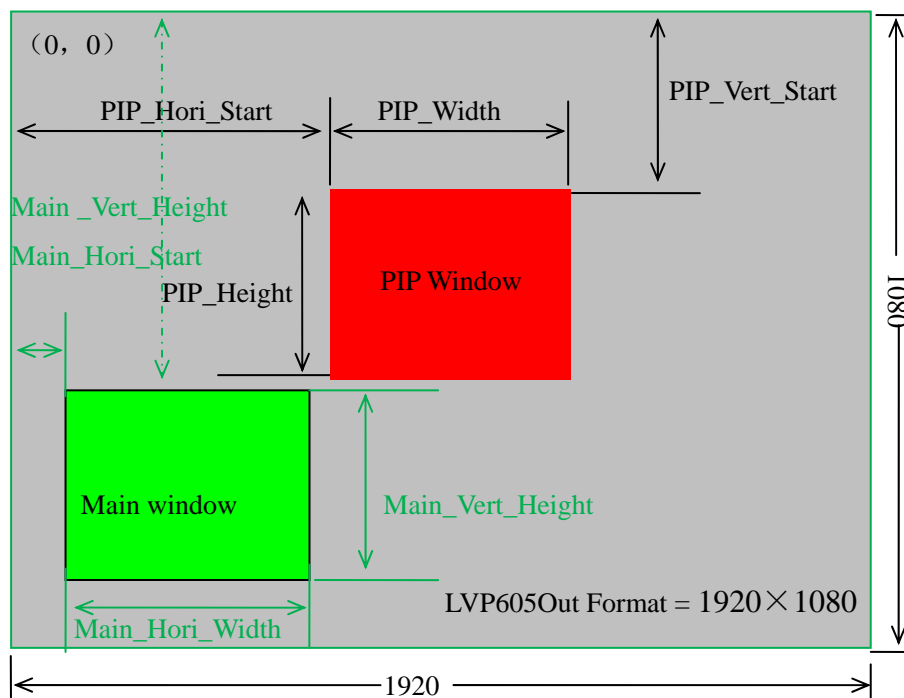 （0，0）
PIP_Hori_Start
PIP_Width
PIP_Vert_Start
Main _Vert_Height
Main_Hori_Start
PIP_Height
PIP Window
1080
Main window
Main_Vert_Height
LVP605Out Format = 1920×1080
Main_Hori_Width
1920